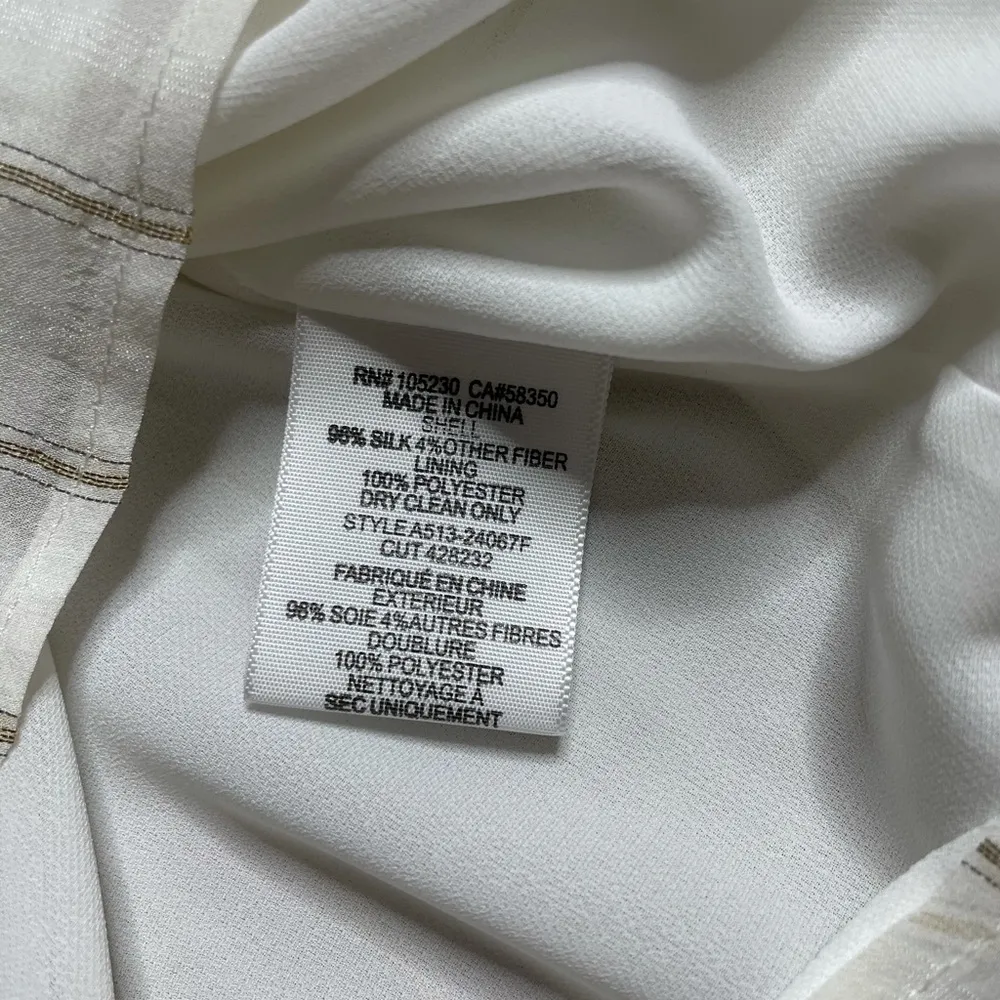 RN# 105230 CA#58350
MADE IN CHINA
SHELL
96% SILK 4%OTHER FIBER
LINING
100% POLYESTER
DRY CLEAN ONLY
STYLE A513-24067F
CUT 428232
FABRIQUÉ EN CHINE
EXTERIEUR
96% SOIE 4%AUTRES FIBRES
DOUBLURE
100% POLYESTER
NETTOYAGE À
SEC UNIQUEMENT